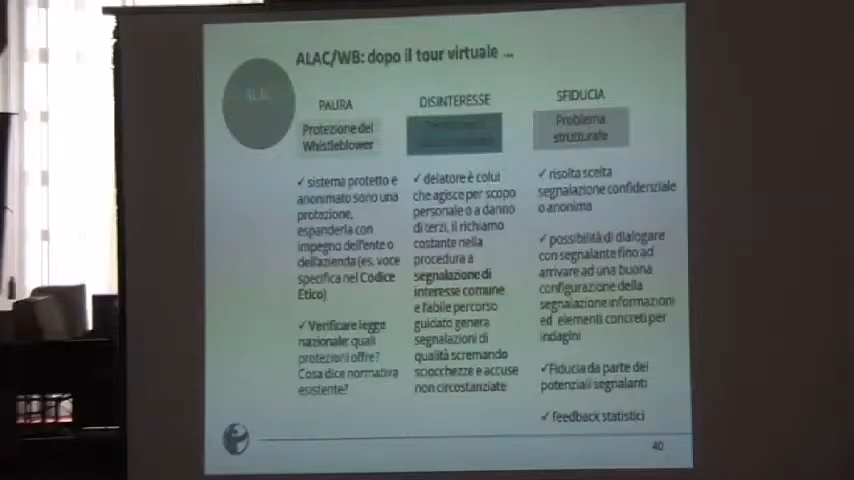 ALAC/WB: dopo il tour virtuale ...
PAURA
Protezione del
Whistleblower
✓ sistema protetto e
anonimato sono una
protezione,
espanderla con
impegno dell'ente o
dell'azienda (es. voce
specifica nel Codice
Etico)
✓ Verificare legge
nazionale: quali
protezioni offre?
Cosa dice normativa
esistente?
DISINTERESSE
✓ delatore è colui
che agisce per scopo
personale o a danno
di terzi, il richiamo
costante nella
procedura a
segnalazione di
interesse comune
e l'abile percorso
guidato genera
segnalazioni di
qualità scremando
sciocchezze e accuse
non circostanziate
SFIDUCIA
Problema
strutturale
✓ risolta scelta
segnalazione confidenziale
o anonima
✓ possibilità di dialogare
con segnalante fino ad
arrivare ad una buona
configurazione della
segnalazione informazioni
ed elementi concreti per
indagini
✓Fiducia da parte dei
potenziali segnalanti
✓ feedback statistici
40